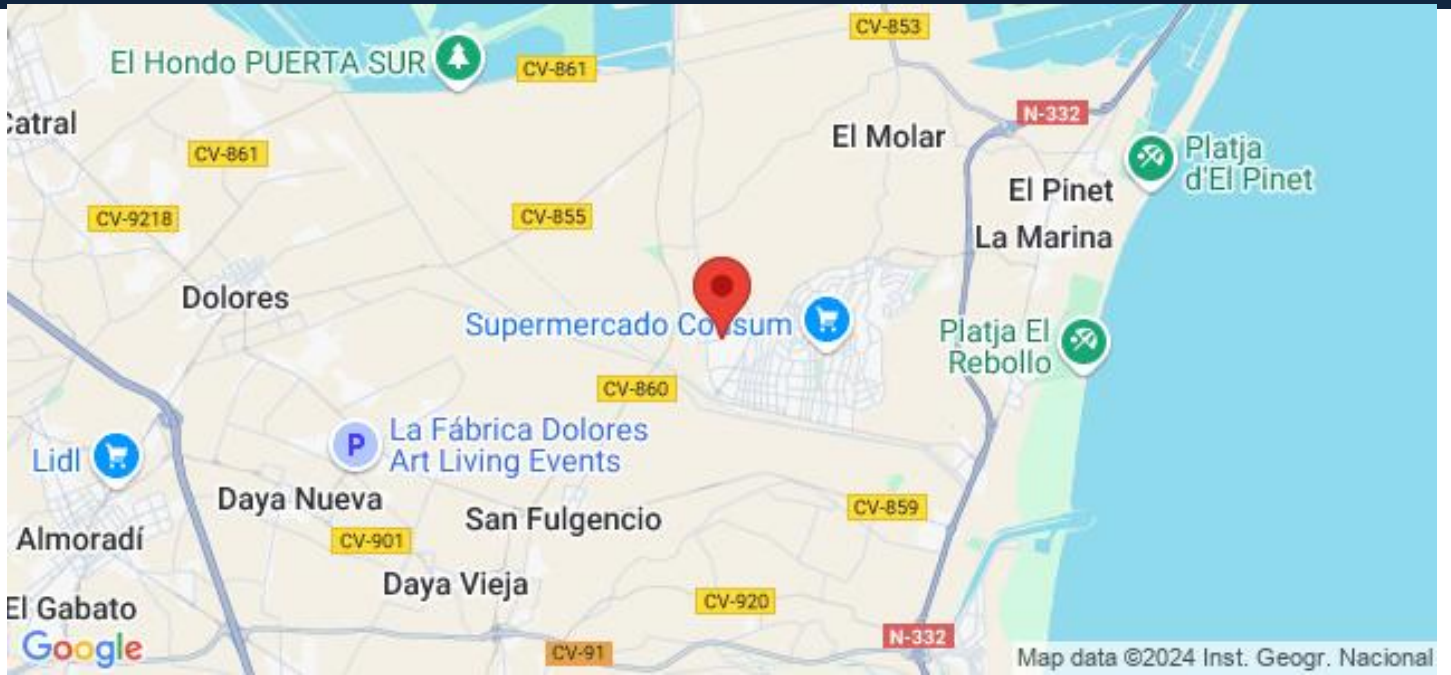 CV-853
El Hondo PUERTA SUR
CV-861
N-332
Catral
El Molar
CV-861
Platja
d'El Pinet
El Pinet
CV-9218
CV-855
La Marina
Dolores
Supermercado Consum
Platja El
Rebollo
CV-860
P
La Fábrica Dolores
Art Living Events
Lidl
Daya Nueva
San Fulgencio
CV-859
Almoradí
CV-901
Daya Vieja
CV-920
El Gabato
N-332
Google
CV-91
Map data ©2024 Inst. Geogr. Nacional